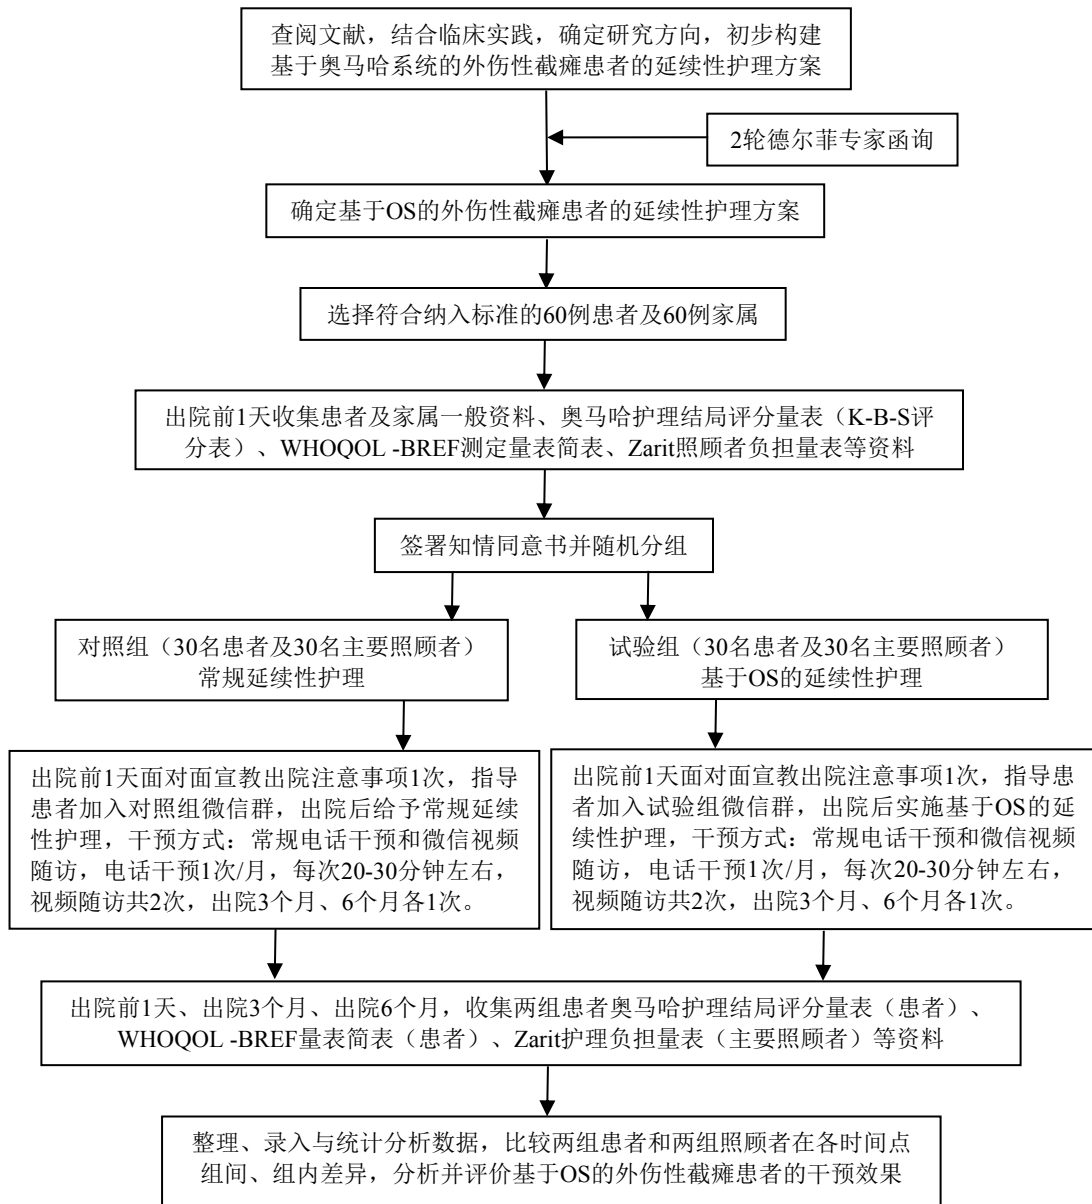 查阅文献，结合临床实践，确定研究方向，初步构建
基于奥马哈系统的外伤性截瘫患者的延续性护理方案
2轮德尔菲专家函询
确定基于OS的外伤性截瘫患者的延续性护理方案
选择符合纳入标准的60例患者及60例家属
出院前1天收集患者及家属一般资料、奥马哈护理结局评分量表（K-B-S评
分表）、WHOQOL -BREF测定量表简表、Zarit照顾者负担量表等资料
签署知情同意书并随机分组
对照组（30名患者及30名主要照顾者）
常规延续性护理
试验组（30名患者及30名主要照顾者）
基于OS的延续性护理
出院前1天面对面宣教出院注意事项1次，指导
患者加入对照组微信群，出院后给予常规延续
性护理，干预方式：常规电话干预和微信视频
随访，电话干预1次/月，每次20-30分钟左右，
视频随访共2次，出院3个月、6个月各1次。
出院前1天面对面宣教出院注意事项1次，指导患
者加入试验组微信群，出院后实施基于OS的延
续性护理，干预方式：常规电话干预和微信视频
随访，电话干预1次/月，每次20-30分钟左右，
视频随访共2次，出院3个月、6个月各1次。
出院前1天、出院3个月、出院6个月，收集两组患者奥马哈护理结局评分量表（患者）、
WHOQOL -BREF量表简表（患者）、Zarit护理负担量表（主要照顾者）等资料
整理、录入与统计分析数据，比较两组患者和两组照顾者在各时间点
组间、组内差异，分析并评价基于OS的外伤性截瘫患者的干预效果